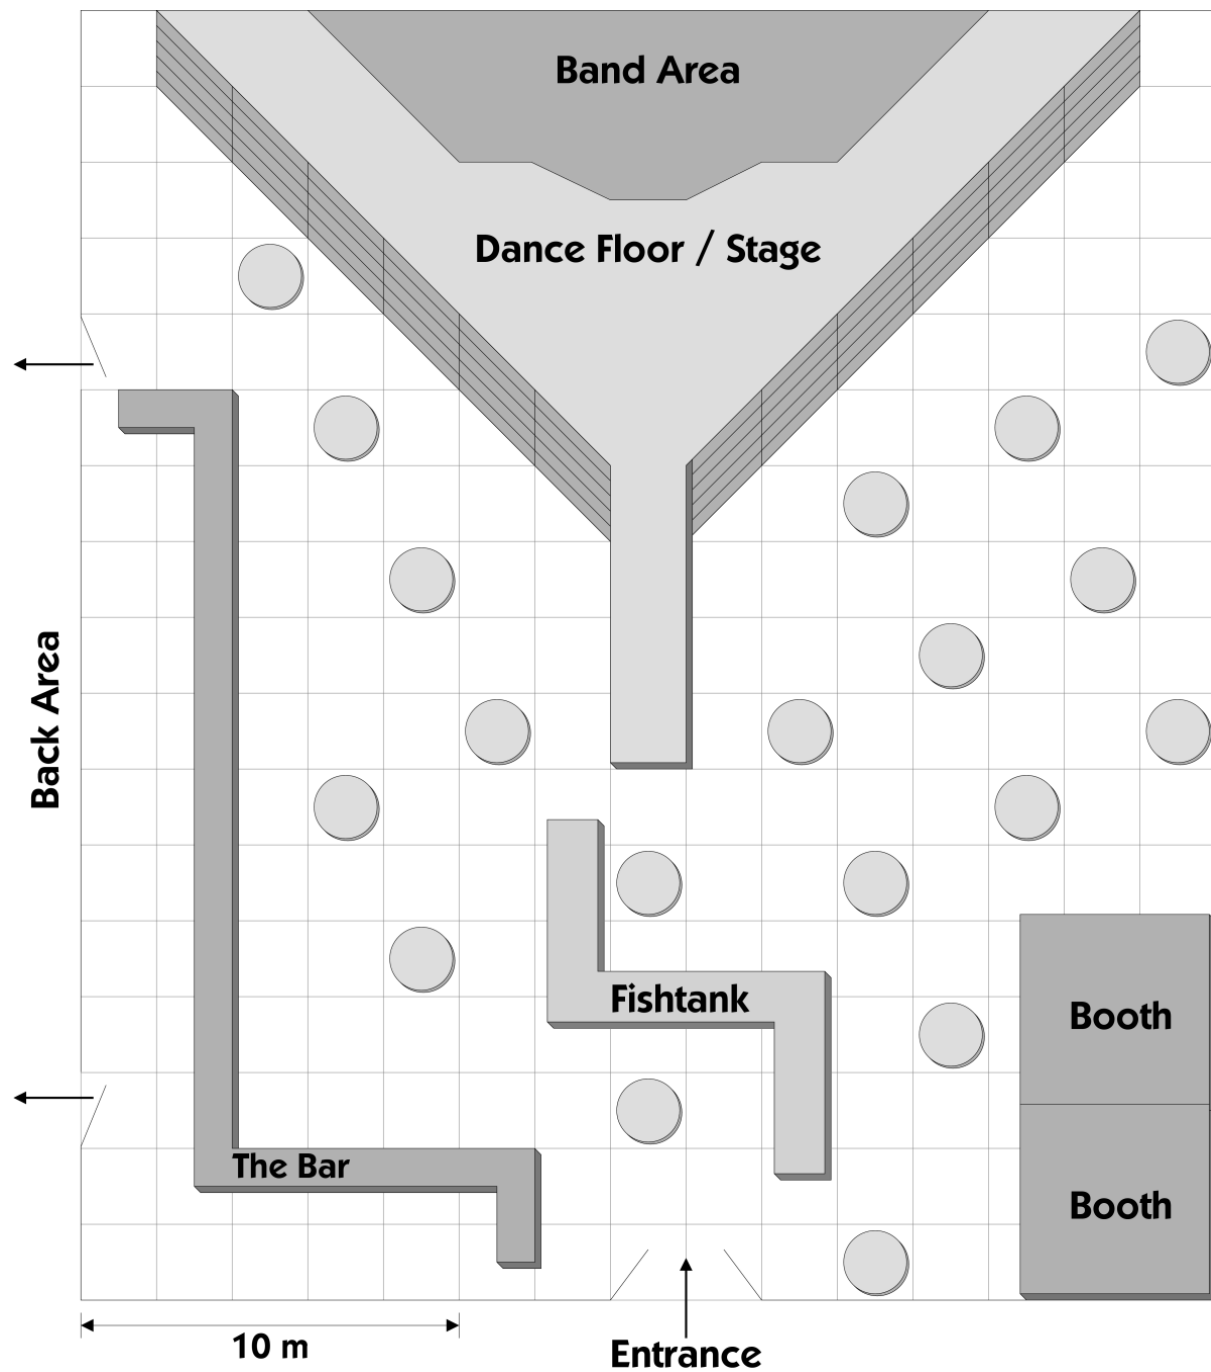 Band Area
Dance Floor / Stage
Back Area
Fishtank
Booth
The Bar
Booth
10 m
Entrance